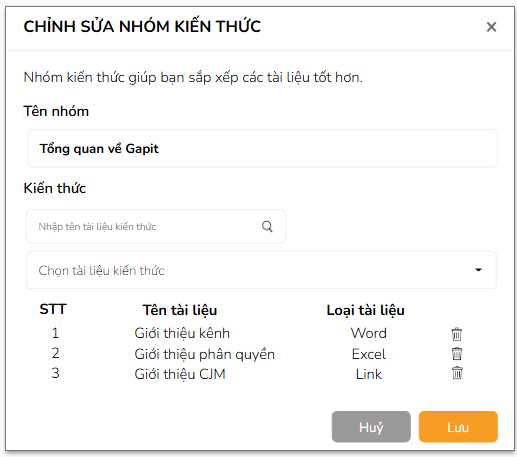 CHỈNH SỬA NHÓM KIẾN THỨC
Nhóm kiến thức giúp bạn sắp xếp các tài liệu tốt hơn.
Tên nhóm
Tổng quan về Gapit
Kiến thức
Nhập tên tài liệu kiến thức
Chọn tài liệu kiến thức
STT Tên tài liệu Loại tài liệu
1 Giới thiệu kênh Word
2 Giới thiệu phân quyền Excel
3 Giới thiệu CJM Link
Huỷ Lưu